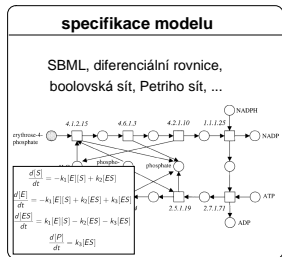 specifikace modelu
SBML, diferenciální rovnice,
boolovská sít, Petriho sít, ...
4.1.2.15
4.6.1.3
4.2.1.10
1.1.1.25
NADPH
NADP
erythrose-4-
phosphate
phospho-
phosphate
d[S]/dt = −k₁[E][S] + k₂[ES]
d[E]/dt = −k₁[E][S] + k₂[ES] + k₃[ES]
d[ES]/dt = k₁[E][S] − k₂[ES] − k₃[ES]
d[P]/dt = k₃[ES]
2.5.1.19
2.7.1.71
ATP
ADP